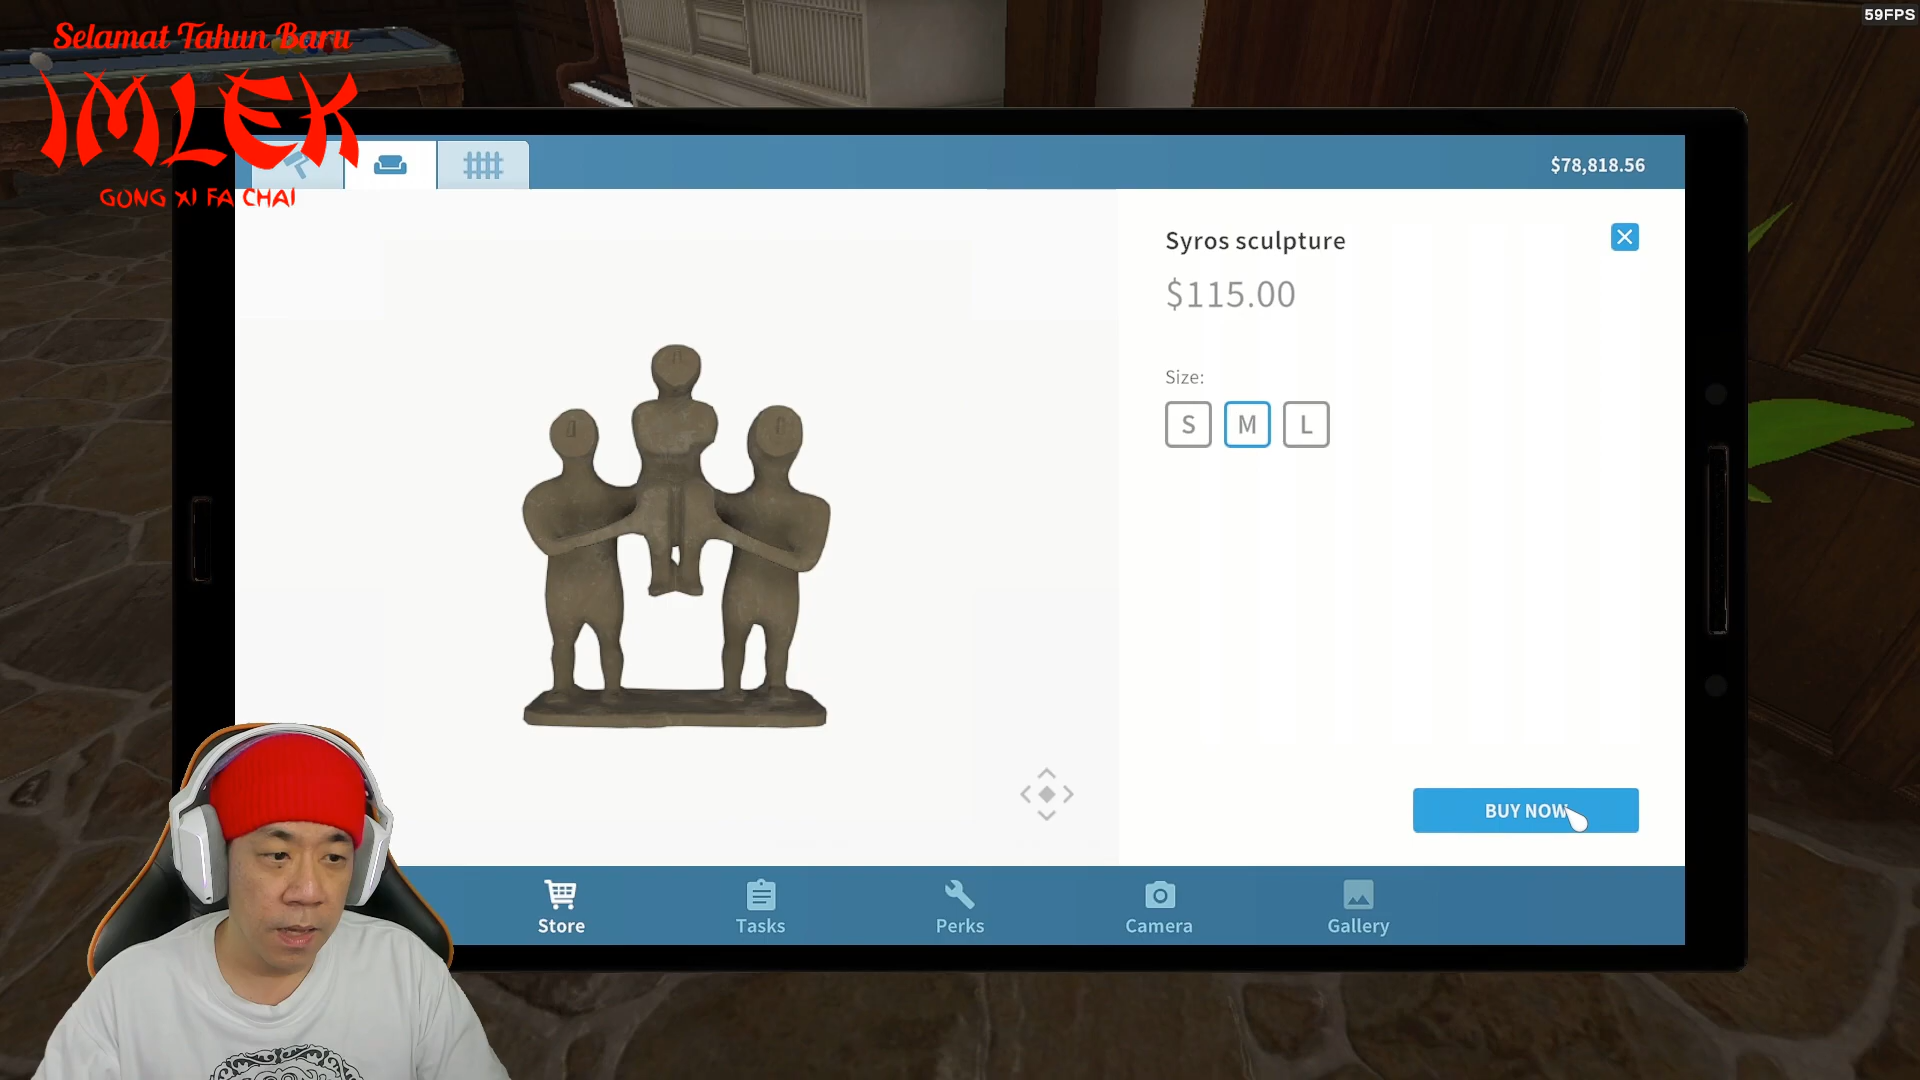 Selamat Tahun Baru
IMLEK
GONG XI FA CHAI
59FPS
$78,818.56
Syros sculpture
$115.00
Size:
S M L
BUY NOW
Store Tasks Perks Camera Gallery